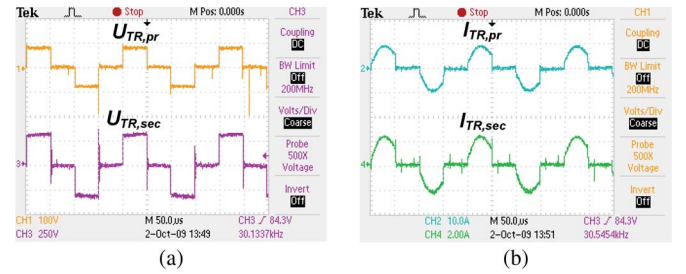 Tek Stop M Pos: 0.000s CH3
Coupling
DC
BW Limit
Off
200MHz
Volts/Div
Coarse
Probe
500X
Voltage
Invert
Off
U_TR,pr
1
U_TR,sec
3
CH1 100V M 50.0µs CH3 84.3V
CH3 250V 2-Oct-09 13:49 30.1337kHz
(a)
Tek Stop M Pos: 0.000s CH1
Coupling
DC
BW Limit
Off
200MHz
Volts/Div
Coarse
Probe
500X
Voltage
Invert
Off
I_TR,pr
2
I_TR,sec
4
CH2 10.0A M 50.0µs CH3 84.3V
CH4 2.00A 2-Oct-09 13:51 30.5454kHz
(b)